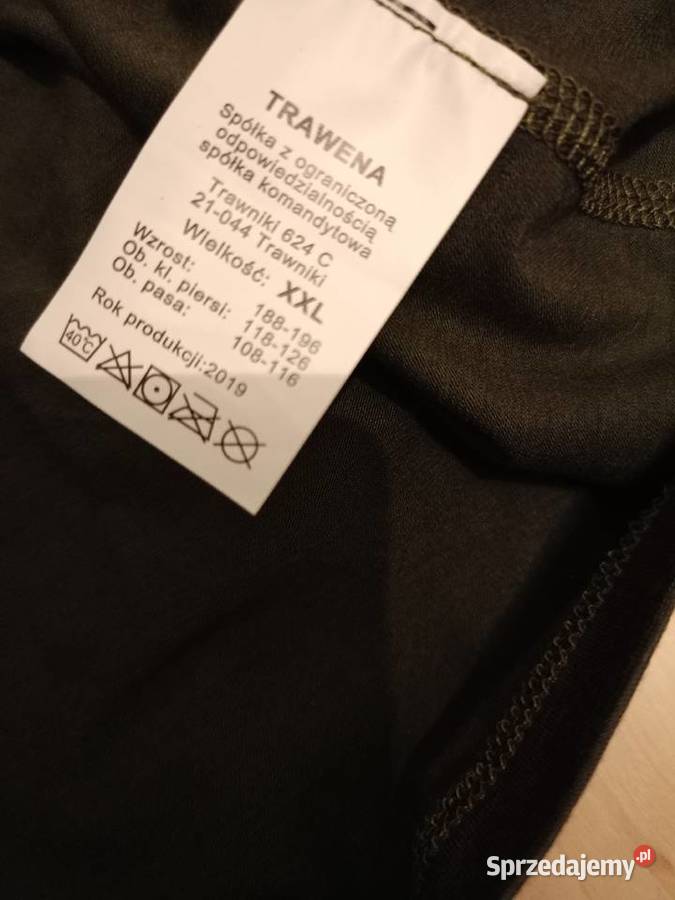 TRAWENA
Spółka z ograniczoną
odpowiedzialnością
spółka komandytowa
Trawniki 624 C
21-044 Trawniki
Wielkość: XXL
Wzrost: 188-196
Ob. kl. piersi: 118-126
Ob. pasa: 108-116
Rok produkcji:2019
40°C
Sprzedajemy.pl